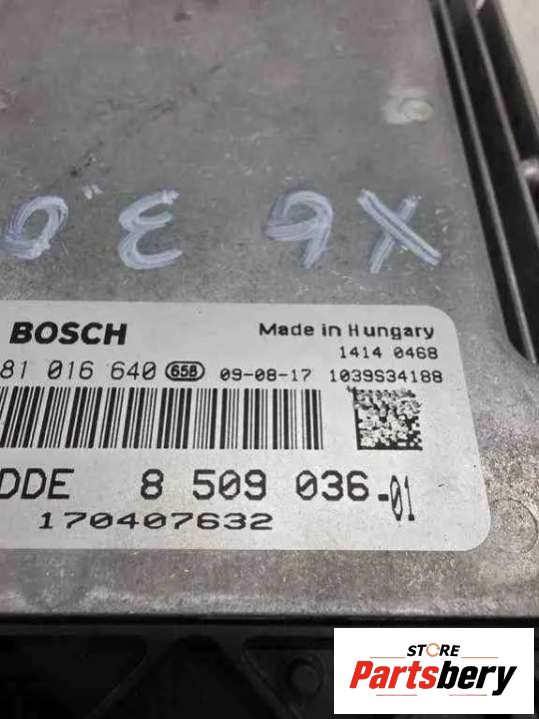 X6 30
BOSCH
Made in Hungary
1414 0468
81 016 640 658 09-08-17 1039S34188
DDE 8 509 036-01
170407632
STORE
Partsbery